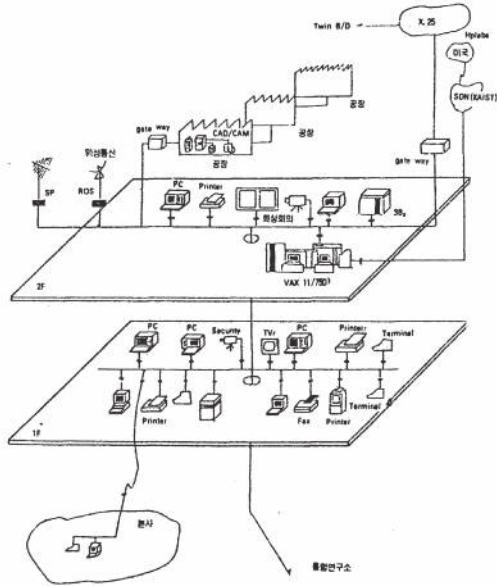 Twin B/D
X.25
Hplabs
미국
SDN(KAIST)
gate way
CAD/CAM
공장
공장
공장
gate way
위성통신
SP
ROS
PC
Printer
화상회의
2F
VAX 11/750
PC
PC
Security
TVr
PC
Printer
Terminal
Printer
Fax
Printer
Terminal
1F
본사
통합연구소